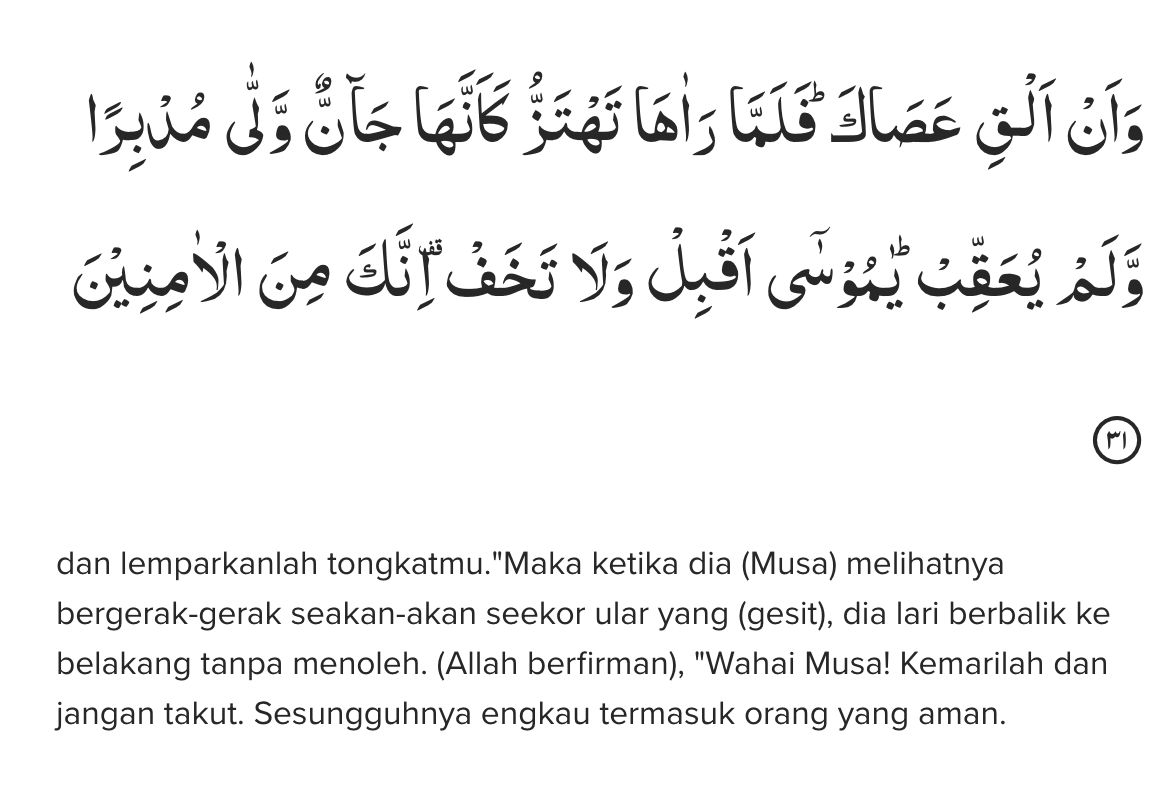 وَاَنْ اَلْقِ عَصَاكَ ۗفَلَمَّا رَاٰهَا تَهْتَزُّ كَاَنَّهَا جَاۤنٌّ وَّلّٰى مُدْبِرًا
وَّلَمْ يُعَقِّبْ ۗيٰمُوْسٰٓى اَقْبِلْ وَلَا تَخَفْ ۗاِنَّكَ مِنَ الْاٰمِنِيْنَ
٣١
dan lemparkanlah tongkatmu."Maka ketika dia (Musa) melihatnya
bergerak-gerak seakan-akan seekor ular yang (gesit), dia lari berbalik ke
belakang tanpa menoleh. (Allah berfirman), "Wahai Musa! Kemarilah dan
jangan takut. Sesungguhnya engkau termasuk orang yang aman.